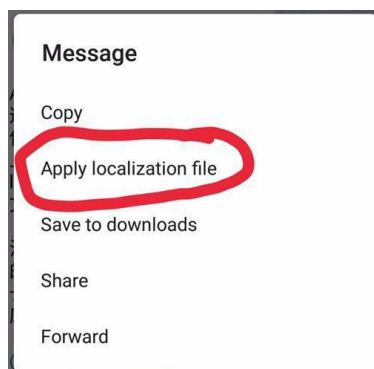 Message
Copy
Apply localization file
Save to downloads
Share
Forward